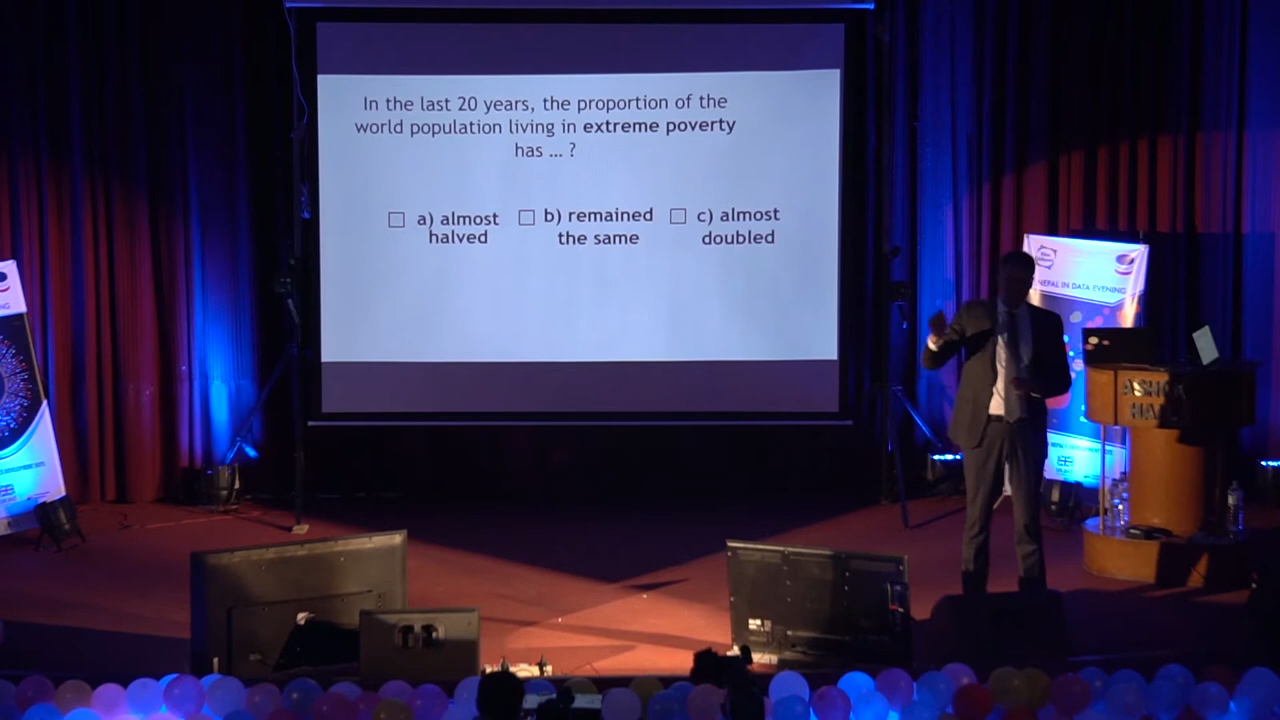 In the last 20 years, the proportion of the
world population living in extreme poverty
has ... ?
a) almost
halved
b) remained
the same
c) almost
doubled
NEPAL IN DATA EVENING